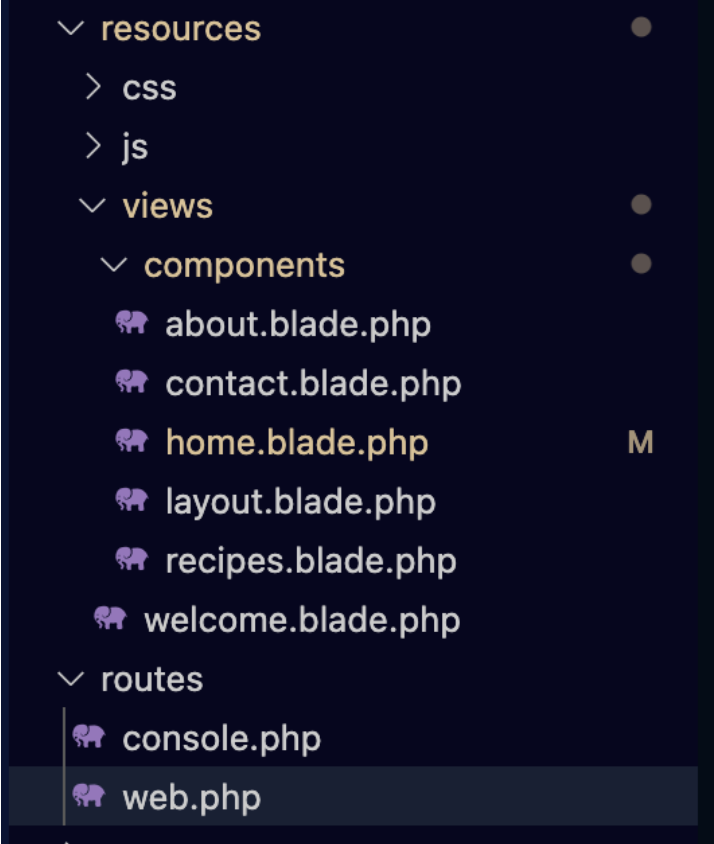 resources
css
js
views
components
about.blade.php
contact.blade.php
home.blade.php M
layout.blade.php
recipes.blade.php
welcome.blade.php
routes
console.php
web.php